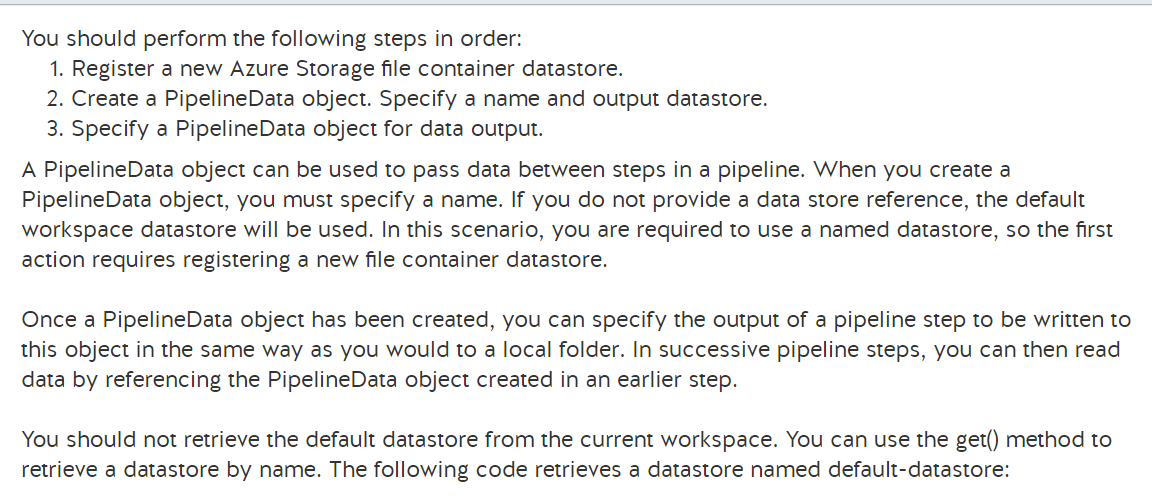 You should perform the following steps in order:
1. Register a new Azure Storage file container datastore.
2. Create a PipelineData object. Specify a name and output datastore.
3. Specify a PipelineData object for data output.
A PipelineData object can be used to pass data between steps in a pipeline. When you create a
PipelineData object, you must specify a name. If you do not provide a data store reference, the default
workspace datastore will be used. In this scenario, you are required to use a named datastore, so the first
action requires registering a new file container datastore.
Once a PipelineData object has been created, you can specify the output of a pipeline step to be written to
this object in the same way as you would to a local folder. In successive pipeline steps, you can then read
data by referencing the PipelineData object created in an earlier step.
You should not retrieve the default datastore from the current workspace. You can use the get() method to
retrieve a datastore by name. The following code retrieves a datastore named default-datastore: